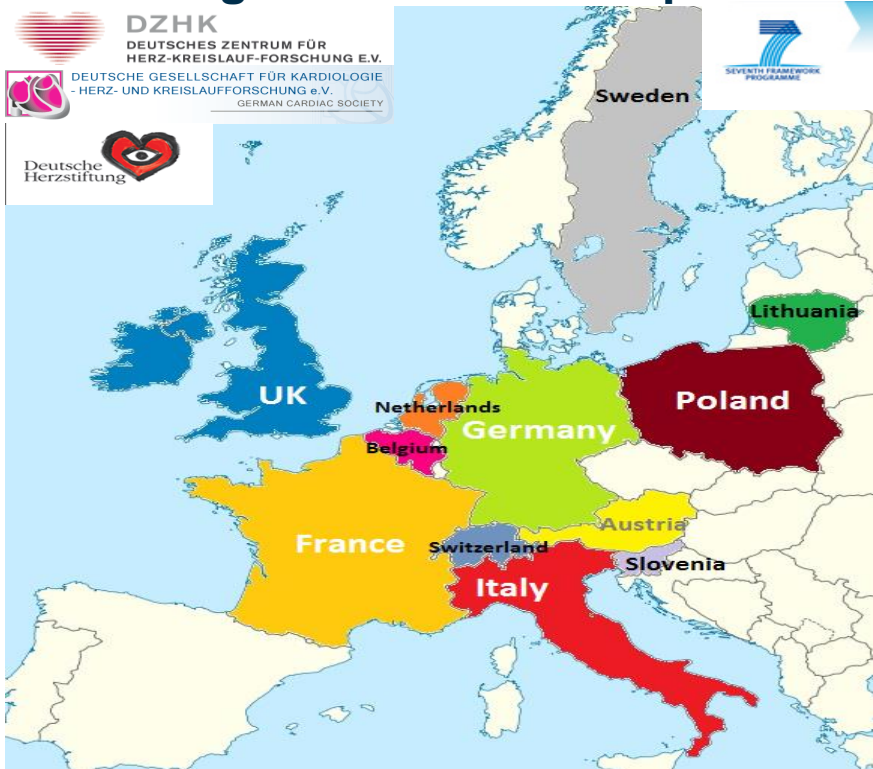 DZHK
DEUTSCHES ZENTRUM FÜR
HERZ-KREISLAUF-FORSCHUNG E.V.
DEUTSCHE GESELLSCHAFT FÜR KARDIOLOGIE
- HERZ- UND KREISLAUFFORSCHUNG e.V.
GERMAN CARDIAC SOCIETY
SEVENTH FRAMEWORK
PROGRAMME
Deutsche
Herzstiftung
Sweden
Lithuania
UK
Netherlands
Poland
Germany
Belgium
Austria
France
Switzerland
Slovenia
Italy